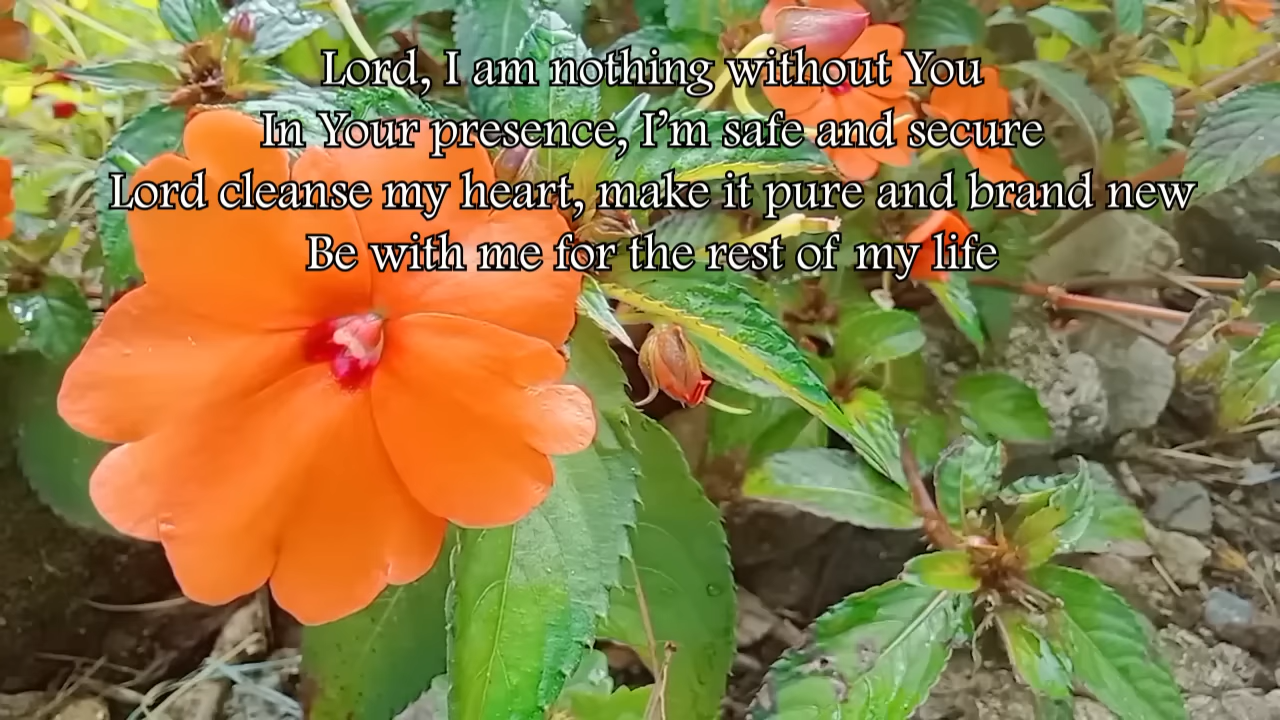 Lord, I am nothing without You
In Your presence, I’m safe and secure
Lord cleanse my heart, make it pure and brand new
Be with me for the rest of my life